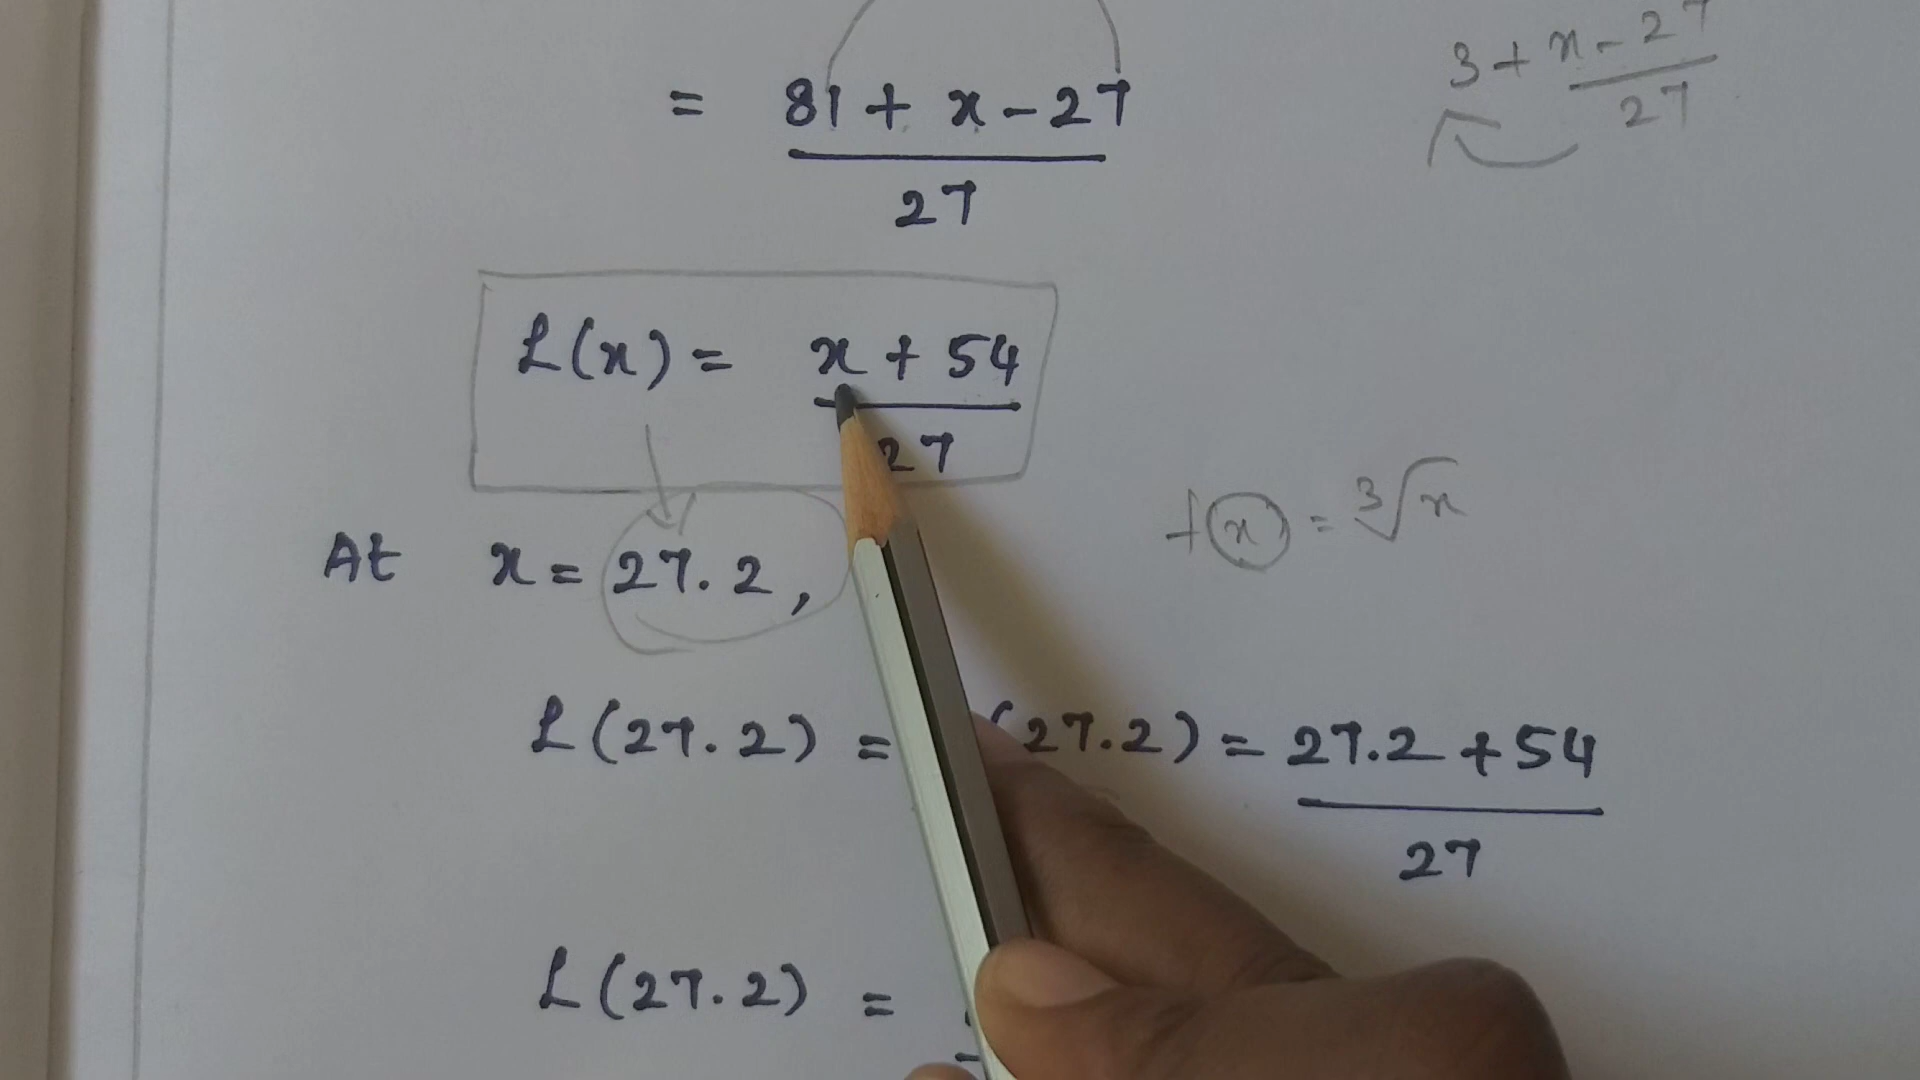 = 81 + x - 27 / 27
3 + x - 27 / 27
L(x) = x + 54 / 27
f(x) = ∛x
At x = 27.2,
L(27.2) = (27.2) = 27.2 + 54 / 27
L(27.2) =